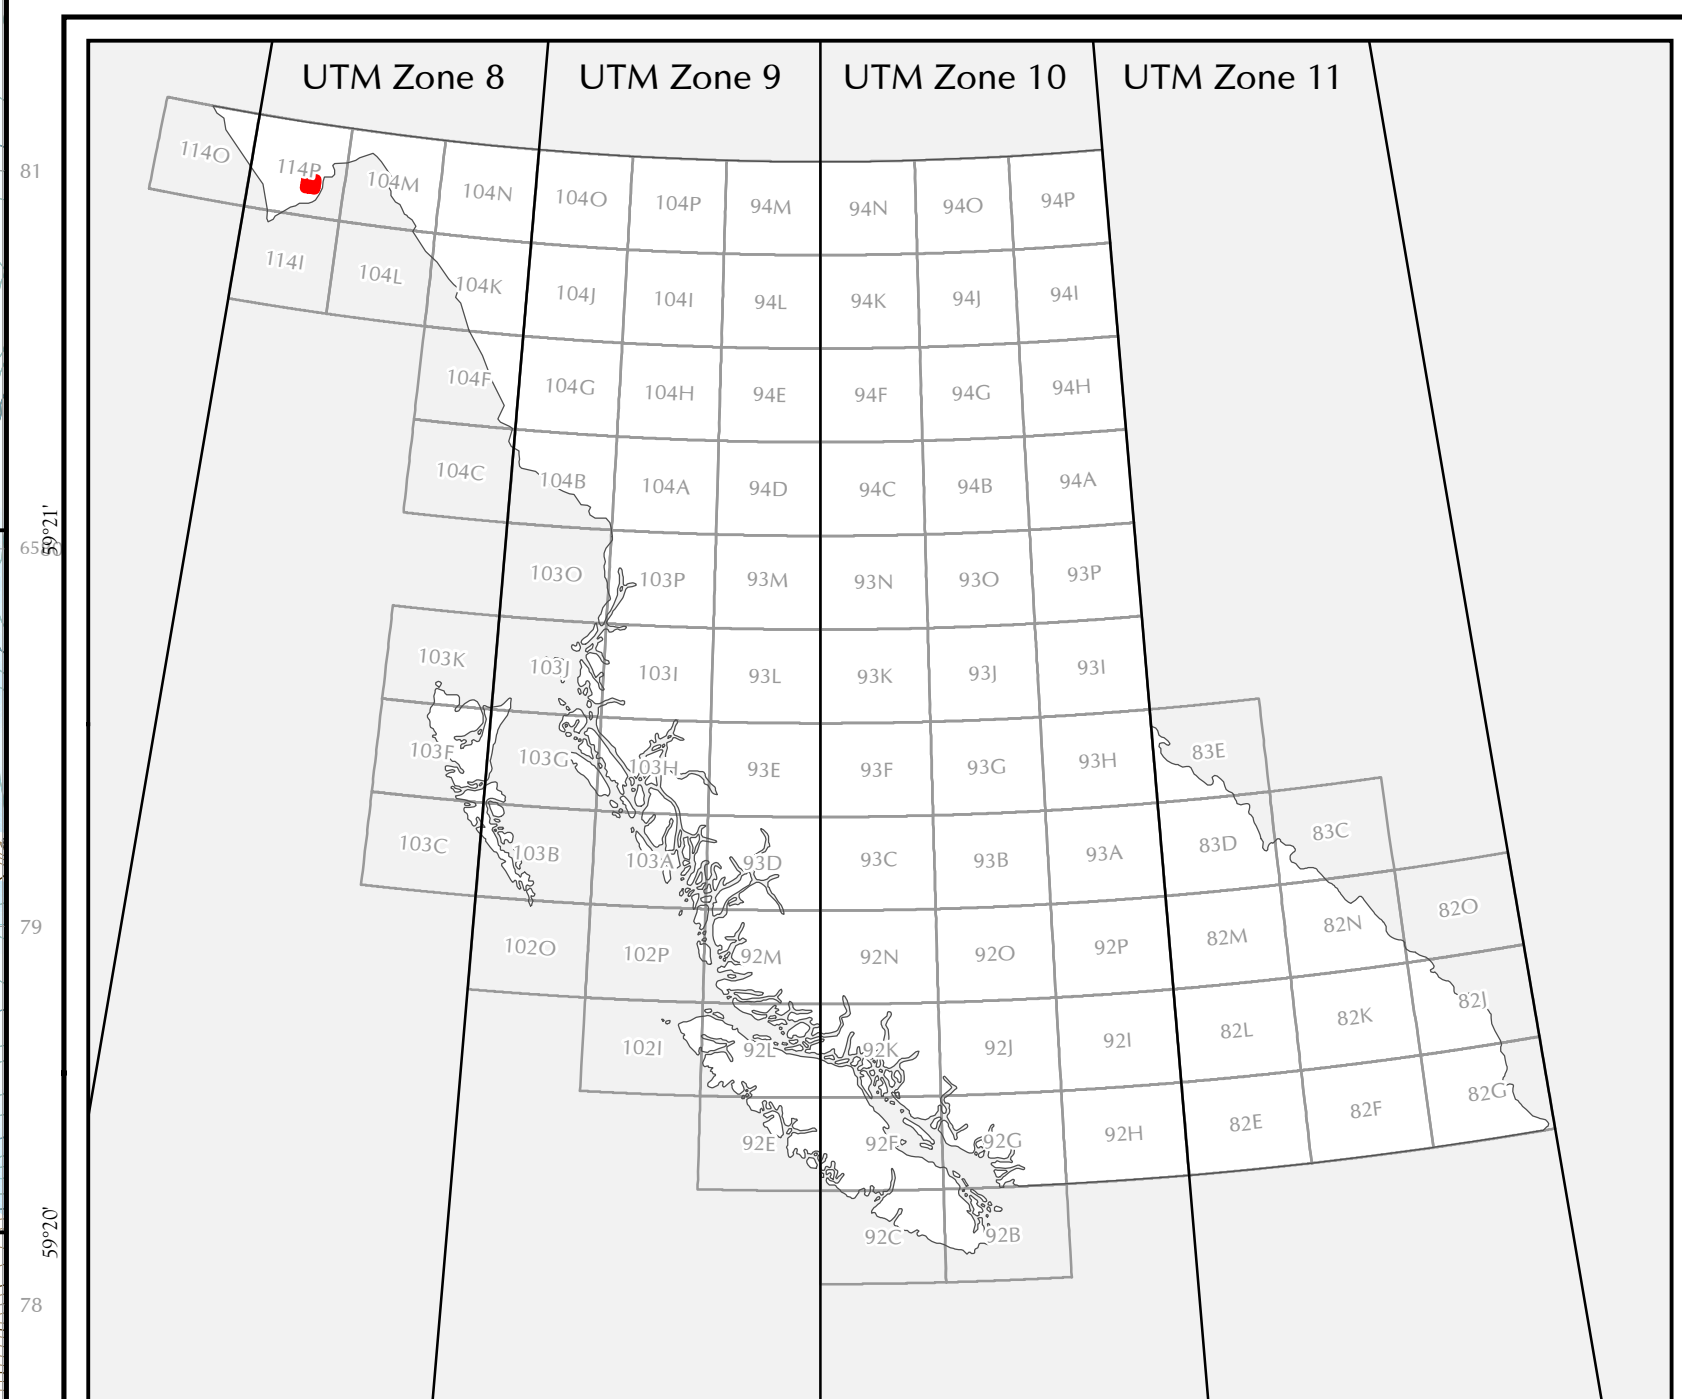 UTM Zone 8 UTM Zone 9 UTM Zone 10 UTM Zone 11
81
114O 114P 104M 104N 104O 104P 94M 94N 94O 94P
114I 104L 104K 104J 104I 94L 94K 94J 94I
104F 104G 104H 94E 94F 94G 94H
104C 104B 104A 94D 94C 94B 94A
59°21'
103O 103P 93M 93N 93O 93P
103K 103J 103I 93L 93K 93J 93I
103F 103G 103H 93E 93F 93G 93H 83E
103C 103B 103A 93D 93C 93B 93A 83D 83C
79
102O 102P 92M 92N 92O 92P 82M 82N 82O
102I 92L 92K 92J 92I 82L 82K 82J
92E 92F 92G 92H 82E 82F 82G
59°20'
92C 92B
78